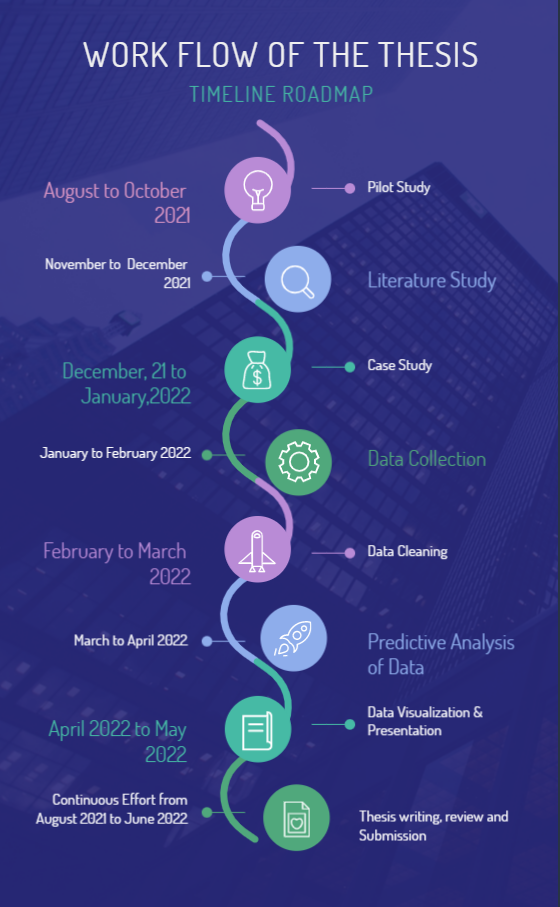 WORK FLOW OF THE THESIS
TIMELINE ROADMAP
August to October
2021
Pilot Study
November to December
2021
Literature Study
December, 21 to
January,2022
Case Study
$
January to February 2022
Data Collection
February to March
2022
Data Cleaning
March to April 2022
Predictive Analysis
of Data
April 2022 to May
2022
Data Visualization &
Presentation
Continuous Effort from
August 2021 to June 2022
Thesis writing, review and
Submission